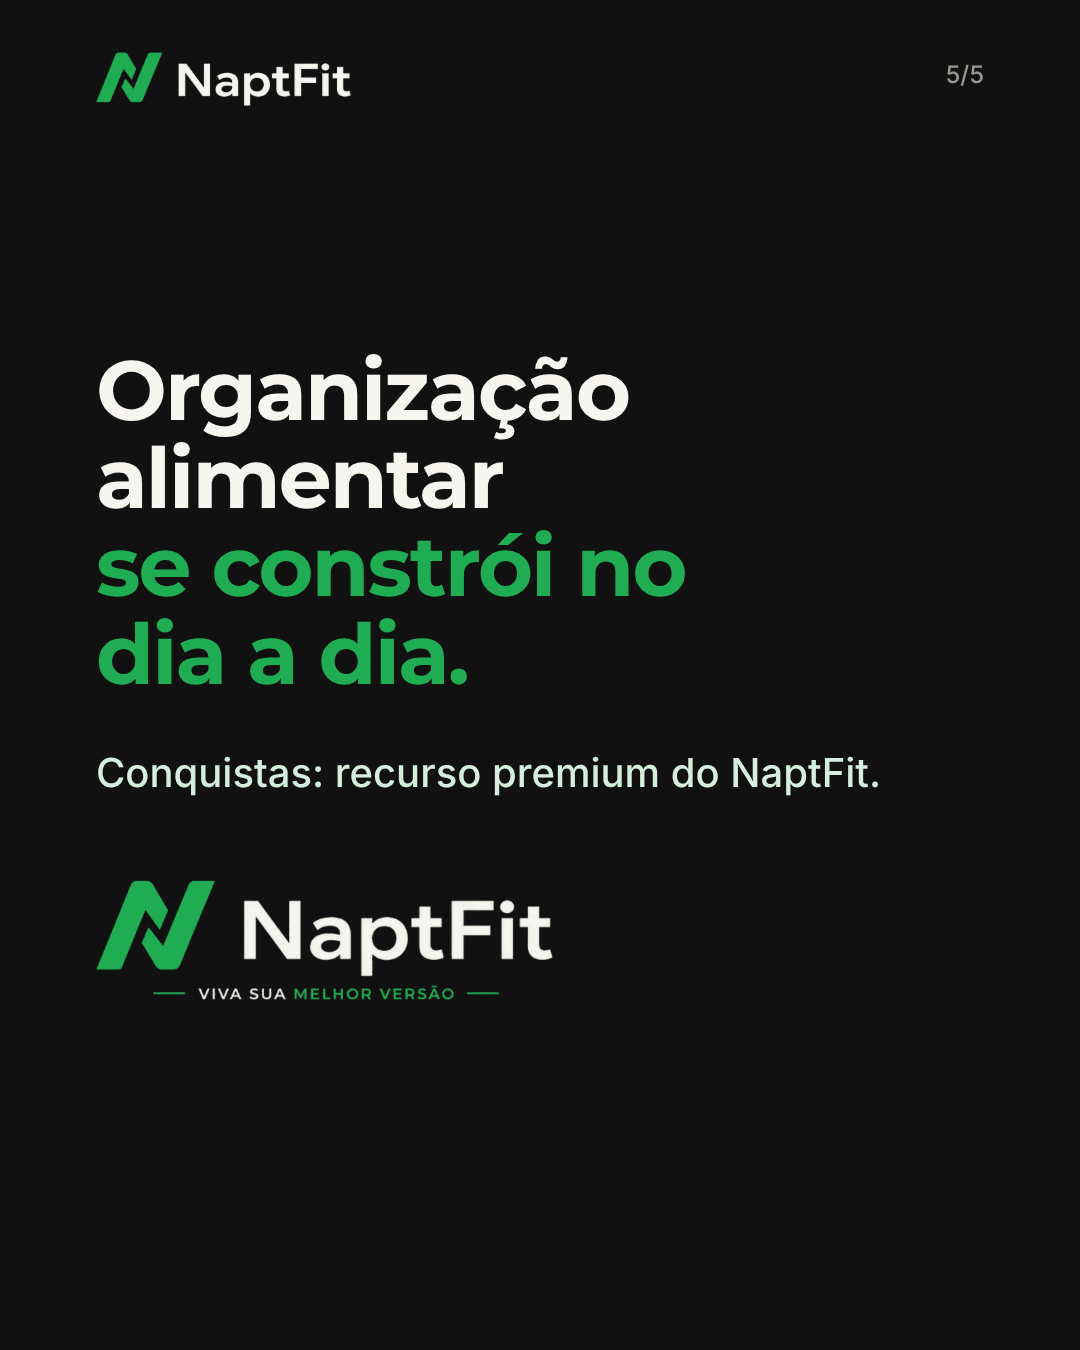 NaptFit
5/5
Organização
alimentar
se constrói no
dia a dia.
Conquistas: recurso premium do NaptFit.
NaptFit
VIVA SUA MELHOR VERSÃO